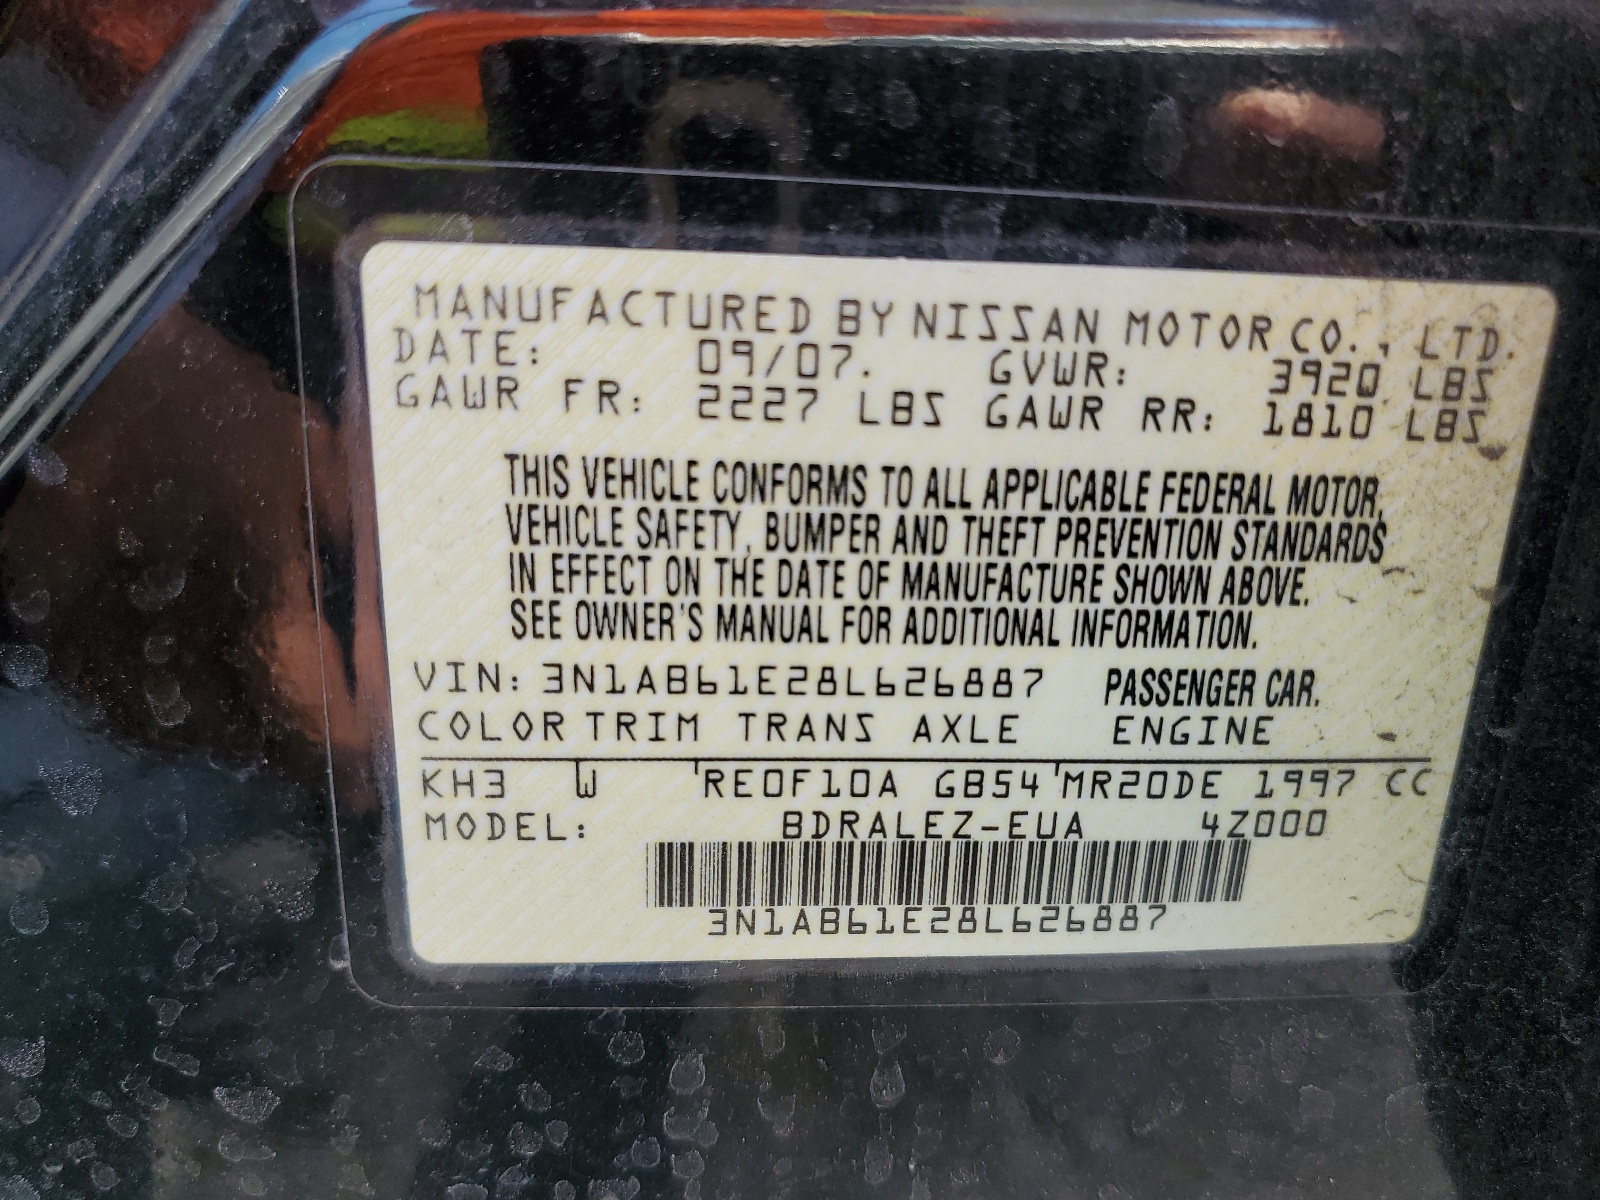 MANUFACTURED BY NISSAN MOTOR CO., LTD.
DATE: 09/07. GVWR: 3920 LBS
GAWR FR: 2227 LBS GAWR RR: 1810 LBS
THIS VEHICLE CONFORMS TO ALL APPLICABLE FEDERAL MOTOR,
VEHICLE SAFETY, BUMPER AND THEFT PREVENTION STANDARDS
IN EFFECT ON THE DATE OF MANUFACTURE SHOWN ABOVE.
SEE OWNER'S MANUAL FOR ADDITIONAL INFORMATION.
VIN: 3N1AB61E28L626887 PASSENGER CAR.
COLOR TRIM TRANS AXLE ENGINE
KH3 W RE0F10A GB54 MR20DE 1997 CC
MODEL: BDRALEZ-EUA 4Z000
3N1AB61E28L626887